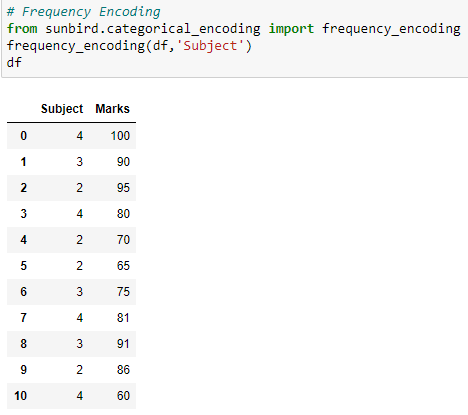 # Frequency Encoding
from sunbird.categorical_encoding import frequency_encoding
frequency_encoding(df,'Subject')
df
Subject Marks
0 4 100
1 3 90
2 2 95
3 4 80
4 2 70
5 2 65
6 3 75
7 4 81
8 3 91
9 2 86
10 4 60